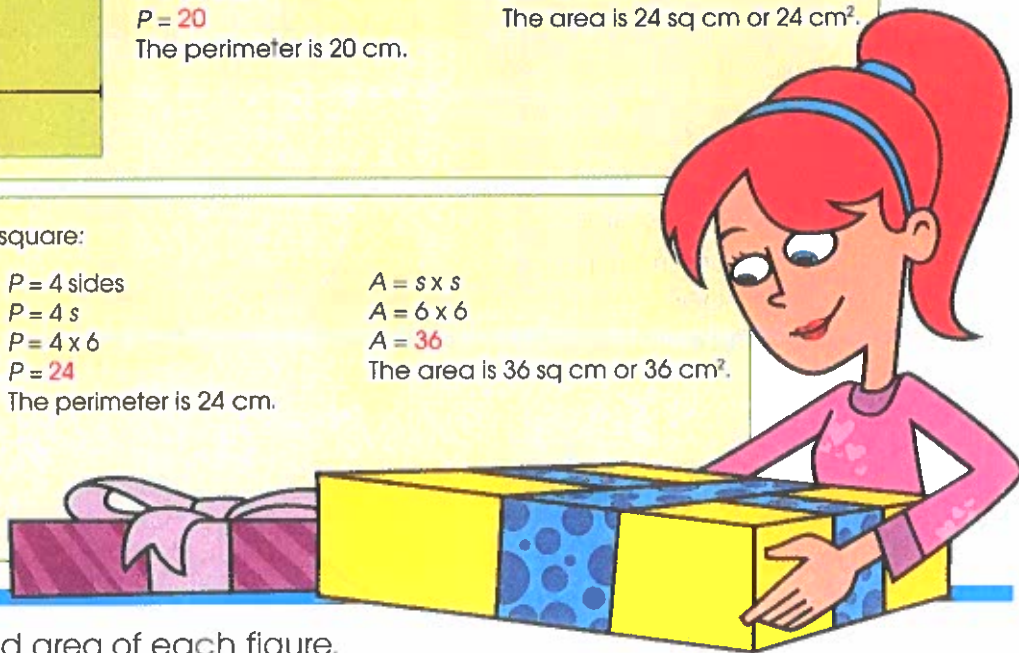 P = 20
The perimeter is 20 cm.
The area is 24 sq cm or 24 cm².
square:
P = 4 sides
P = 4 s
P = 4 x 6
P = 24
The perimeter is 24 cm.
A = s x s
A = 6 x 6
A = 36
The area is 36 sq cm or 36 cm².
d area of each figure.